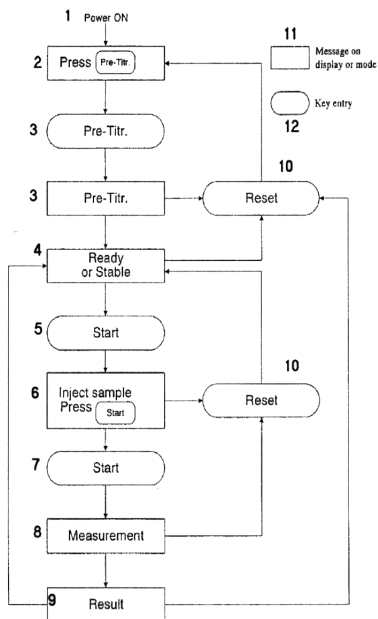 1 Power ON
11
Message on
display or mode
2 Press Pre-Titr.
12
Key entry
3 Pre-Titr.
3 Pre-Titr.
10
Reset
4 Ready
or Stable
5 Start
6 Inject sample
Press Start
10
Reset
7 Start
8 Measurement
9 Result